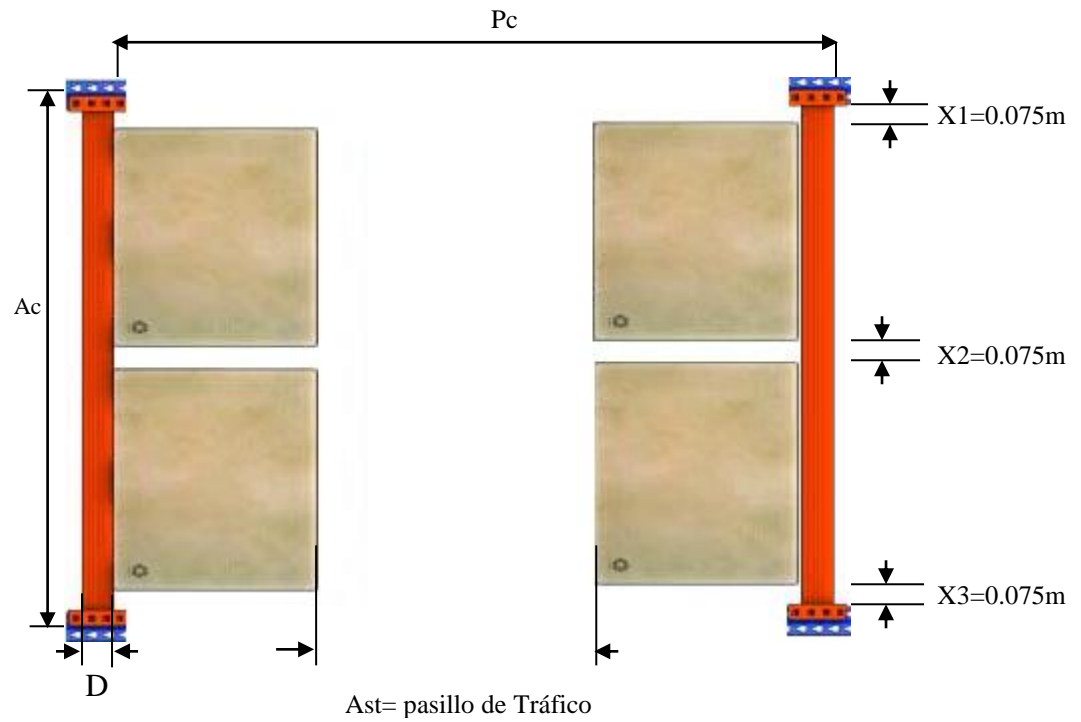 Pc
X1=0.075m
Ac
X2=0.075m
X3=0.075m
D
Ast= pasillo de Tráfico